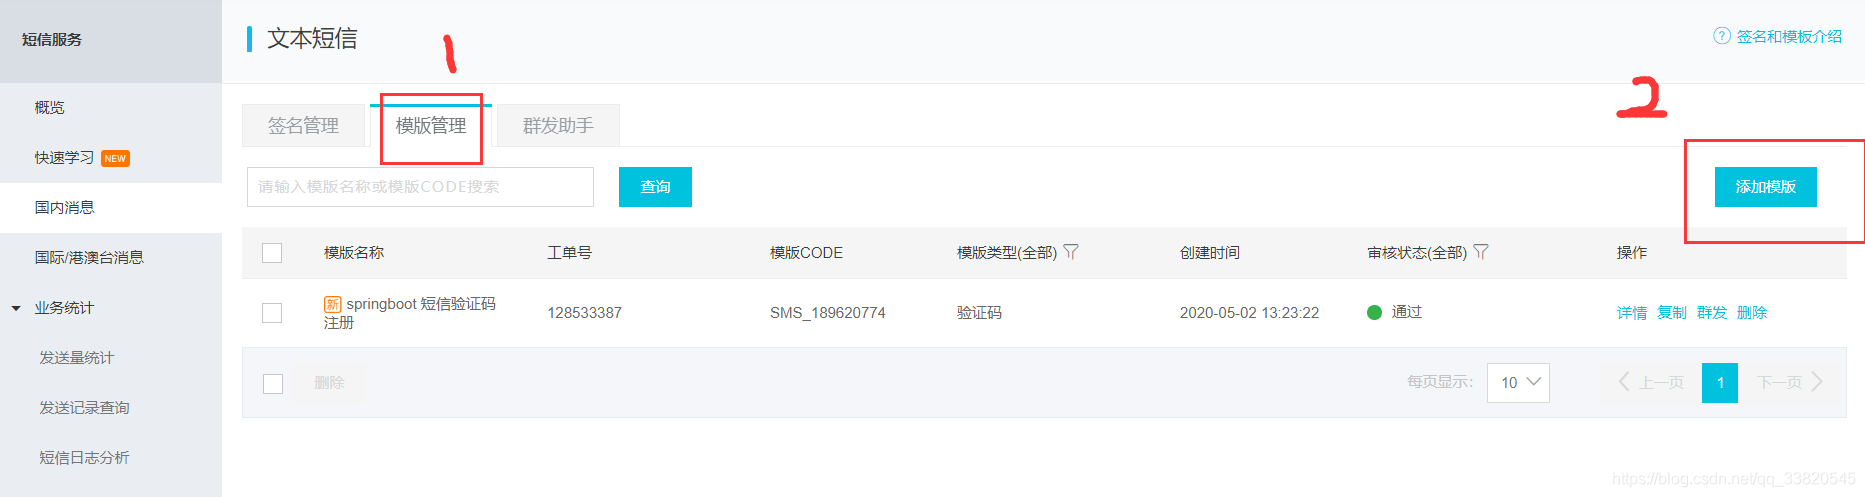 短信服务
文本短信
1
签名和模板介绍
2
概览
快速学习 NEW
国内消息
国际/港澳台消息
业务统计
发送量统计
发送记录查询
短信日志分析
签名管理 模版管理 群发助手
请输入模版名称或模版CODE搜索 查询 添加模版
模版名称 工单号 模版CODE 模版类型(全部) 创建时间 审核状态(全部) 操作
新 springboot 短信验证码
注册 128533387 SMS_189620774 验证码 2020-05-02 13:23:22 通过 详情 复制 群发 删除
删除 每页显示: 10 上一页 1 下一页
https://blog.csdn.net/qq_33820545